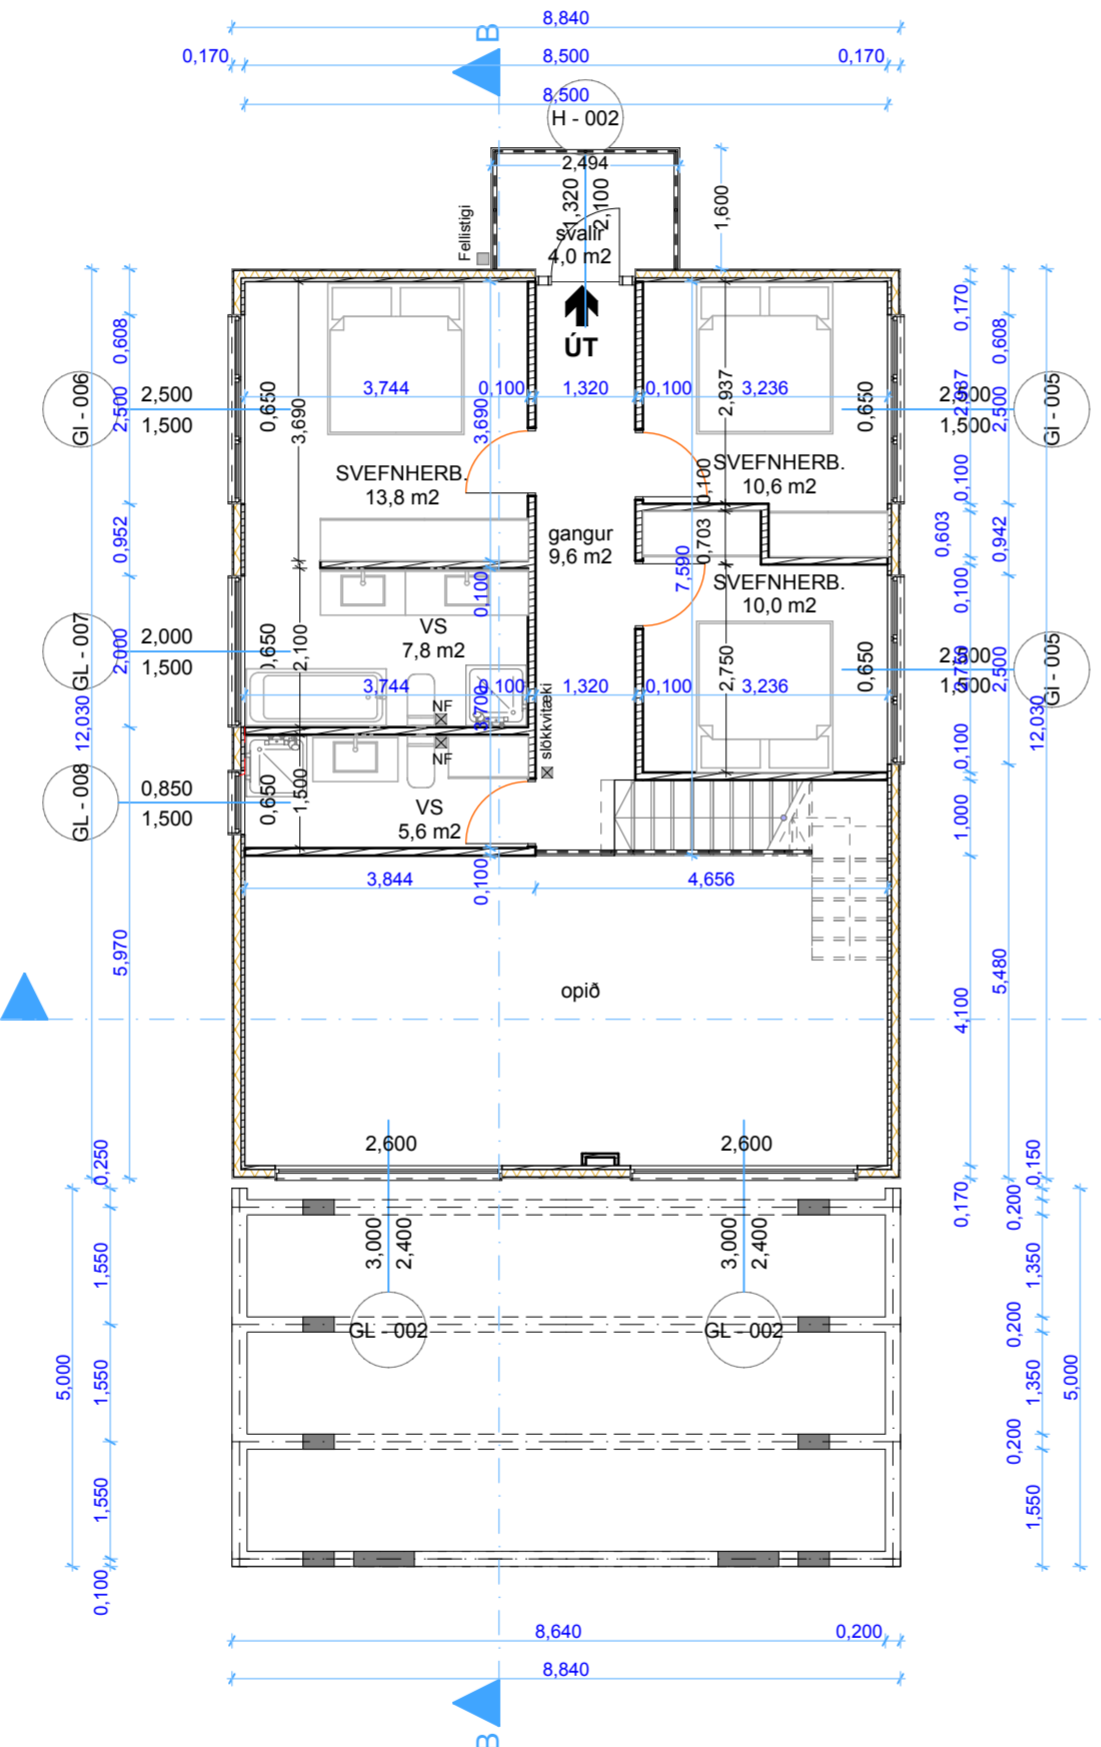 8,840
B
0,170
8,500
0,170
8,500
H - 002
2,494
1,320
2,100
1,600
Fellistigi
svalir
4,0 m2
ÚT
0,608
0,170
0,608
GI - 006
2,500
2,500
1,500
0,650
3,690
3,744
0,100
3,690
1,320
0,100
2,937
3,236
0,650
1,500
2,500
GI - 005
SVEFNHERB.
13,8 m2
SVEFNHERB.
10,6 m2
0,100
0,100
gangur
9,6 m2
0,703
0,603
0,952
0,942
7,590
SVEFNHERB.
10,0 m2
0,100
0,100
VS
7,8 m2
GL - 007
2,000
2,000
1,500
2,100
2,750
0,650
2,500
GI - 005
3,744
0,100
1,320
0,100
3,236
NF
NF
slökkvitæki
12,030
12,030
0,100
GL - 008
0,850
1,500
0,650
1,500
VS
5,6 m2
1,000
3,844
0,100
4,656
5,970
opið
5,480
4,100
2,600
2,600
0,250
0,150
0,170
0,200
3,000
2,400
3,000
2,400
1,550
1,350
GL - 002
GL - 002
0,200
5,000
1,550
1,350
5,000
0,200
1,550
1,550
0,100
8,640
0,200
8,840
B